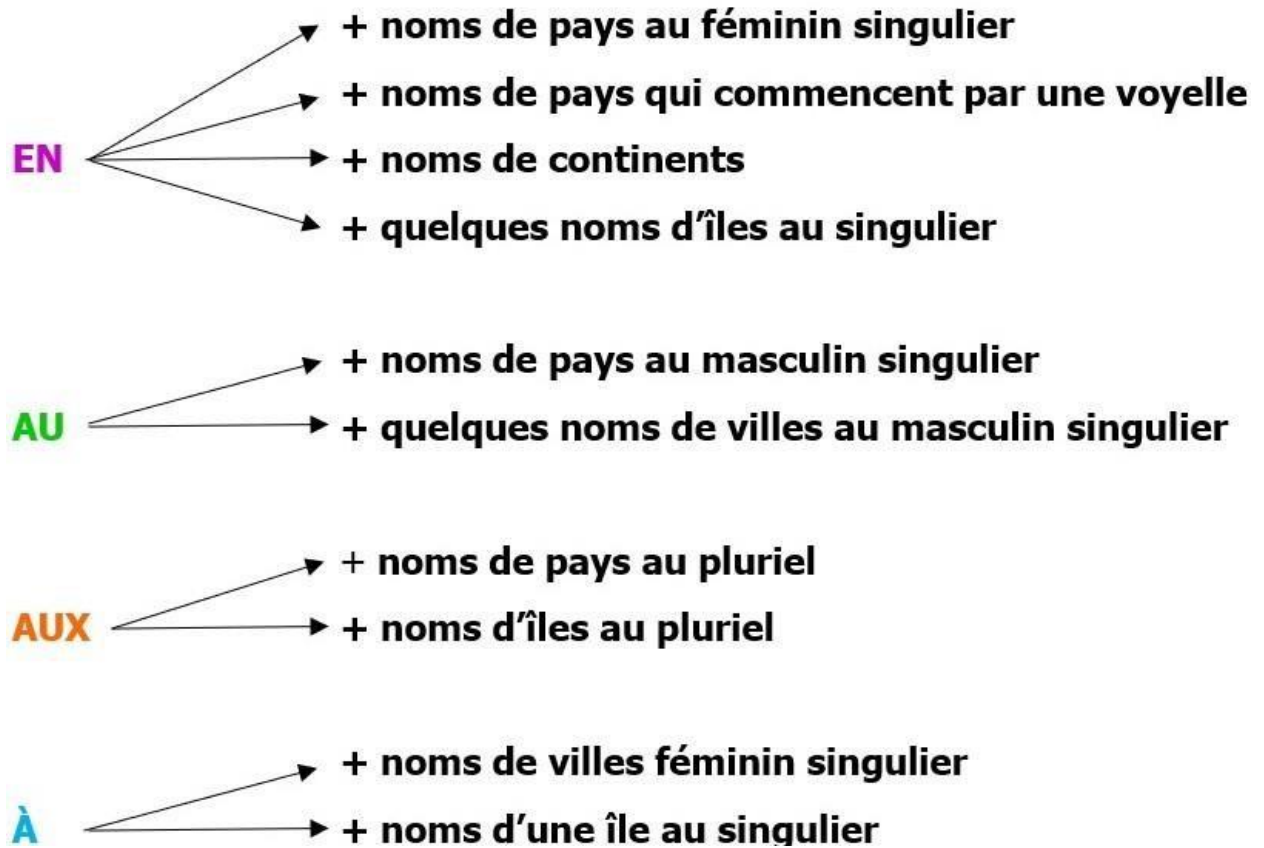 + noms de pays au féminin singulier
+ noms de pays qui commencent par une voyelle
EN + noms de continents
+ quelques noms d'îles au singulier
+ noms de pays au masculin singulier
AU + quelques noms de villes au masculin singulier
+ noms de pays au pluriel
AUX + noms d'îles au pluriel
+ noms de villes féminin singulier
À + noms d'une île au singulier